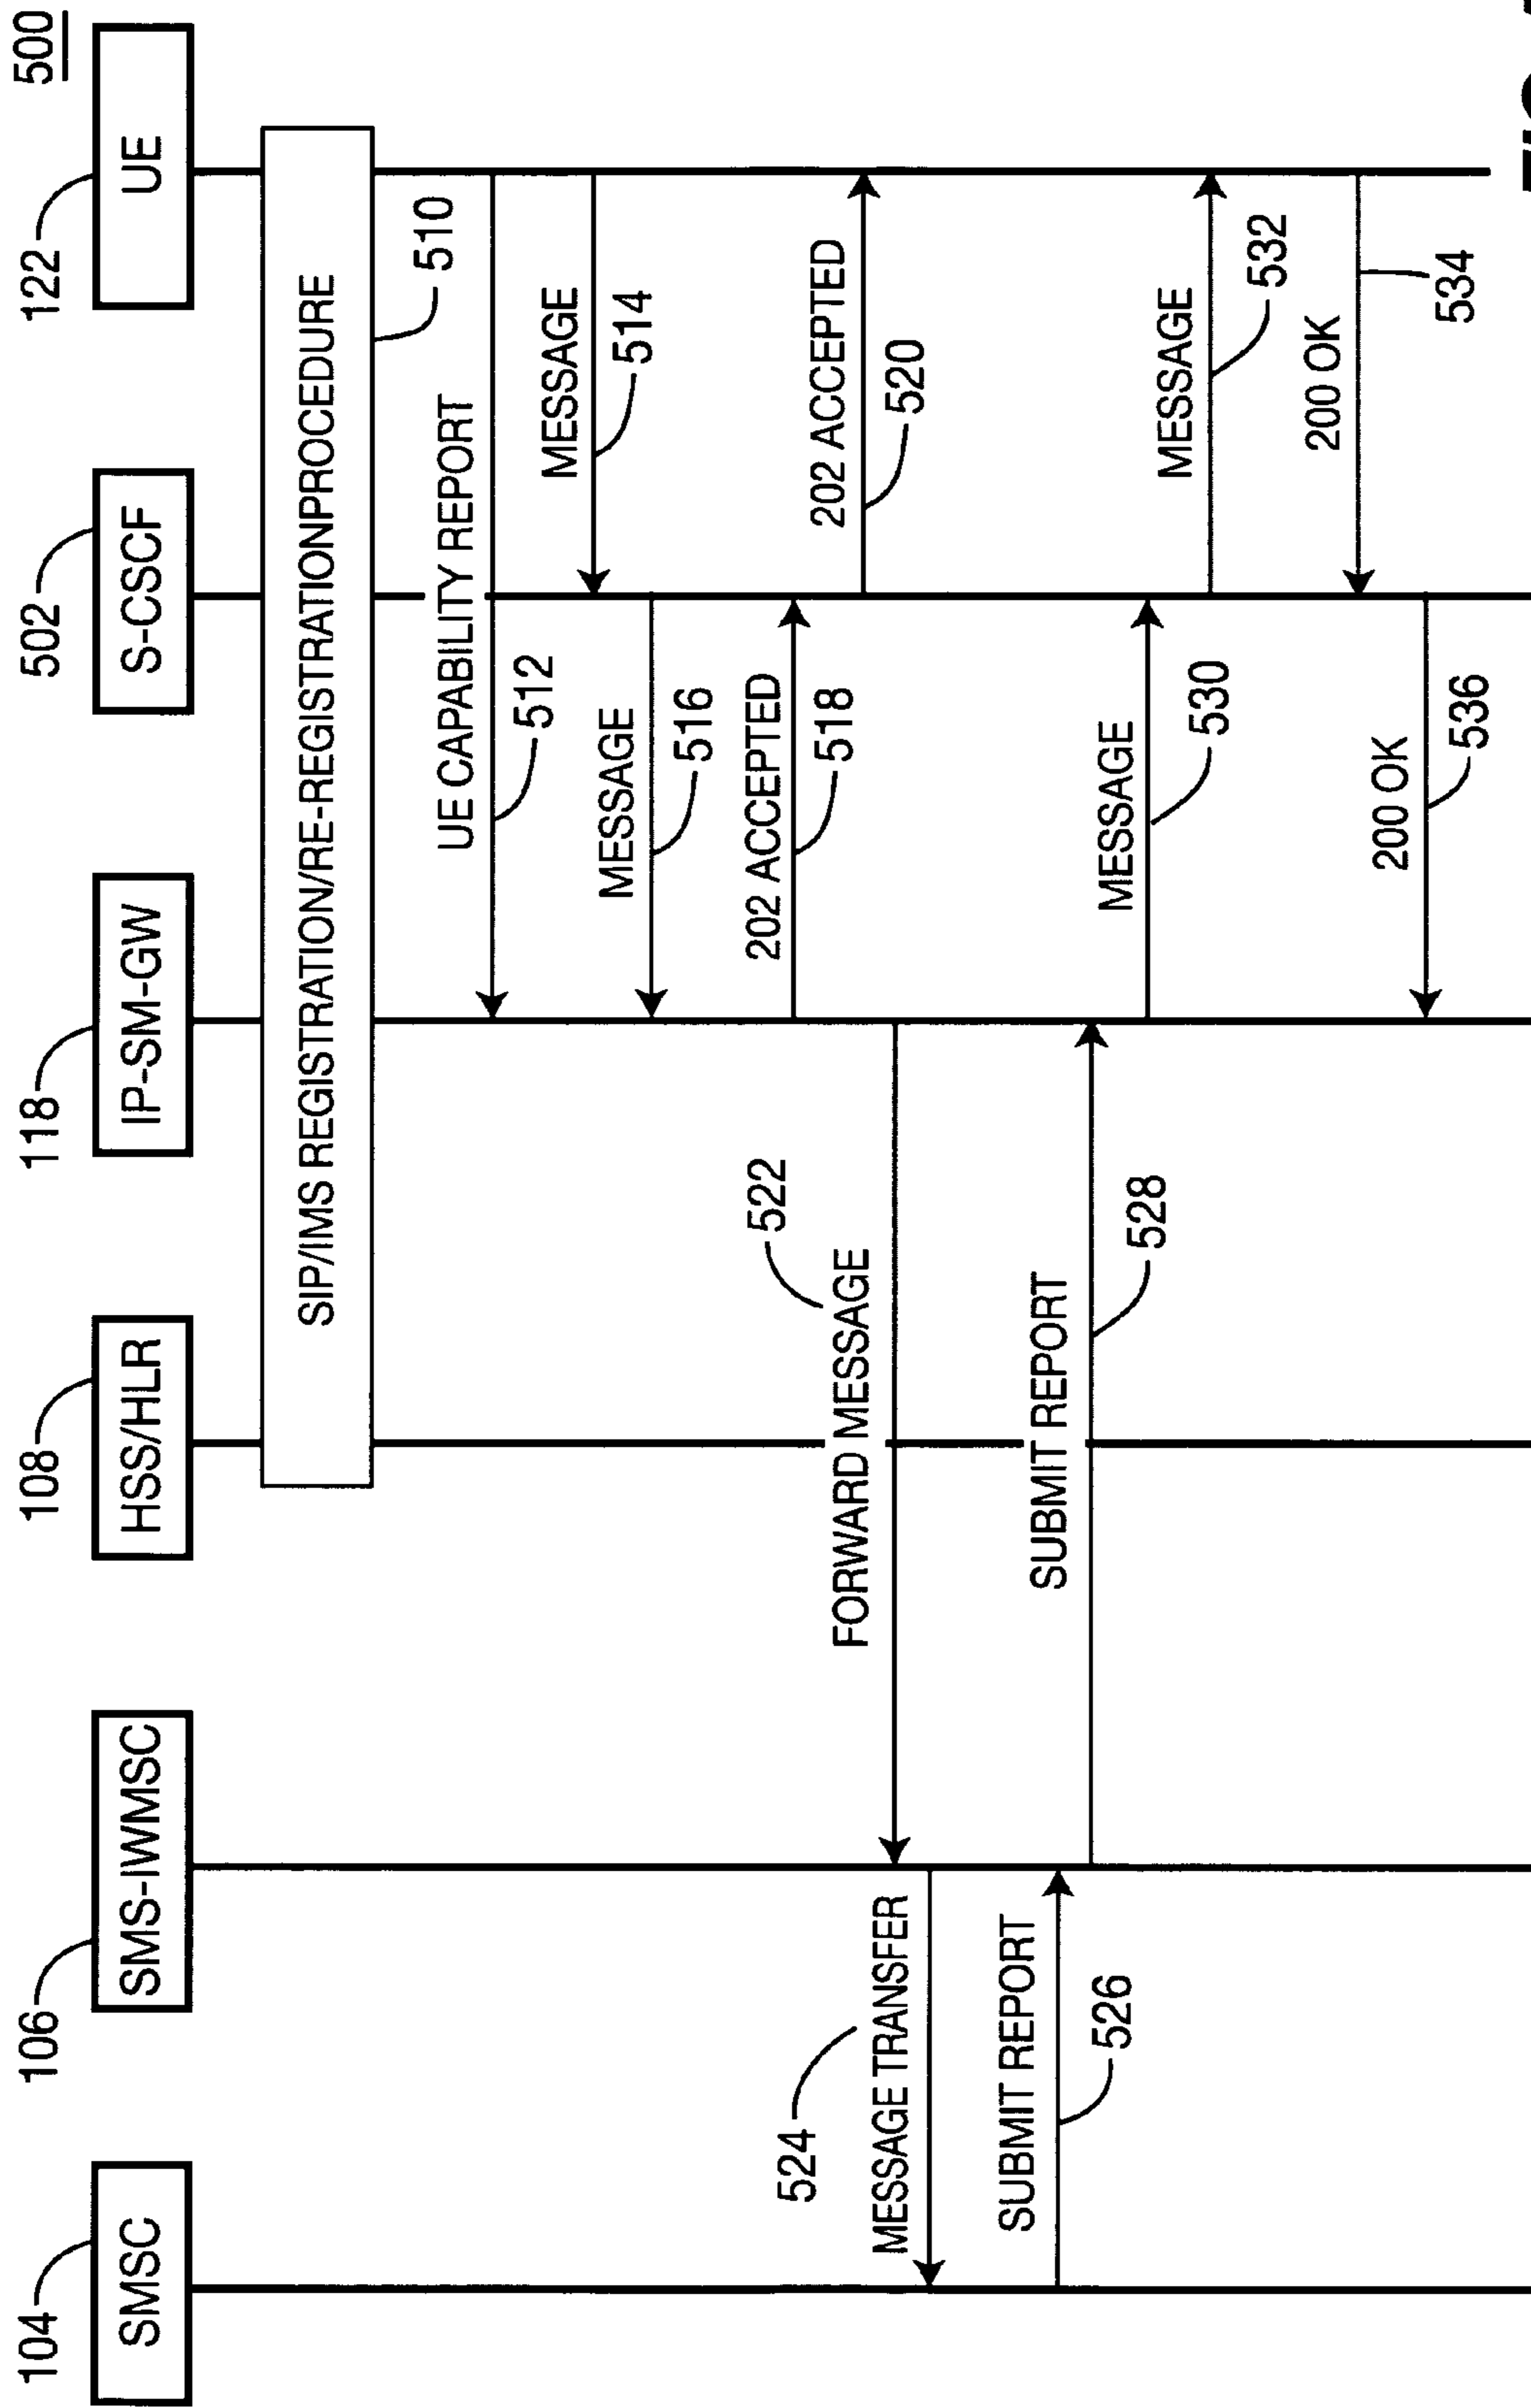 500
104
106
108
118
502
122
SMSC
SMS-IWMSC
HSS/HLR
IP-SM-GW
S-CSCF
UE
SIP/IMS REGISTRATION/RE-REGISTRATIONPROCEDURE
510
UE CAPABILITY REPORT
512
MESSAGE
514
MESSAGE
516
202 ACCEPTED
518
202 ACCEPTED
520
522
FORWARD MESSAGE
524
MESSAGE TRANSFER
SUBMIT REPORT
526
SUBMIT REPORT
528
MESSAGE
530
MESSAGE
532
200 OK
534
200 OK
536